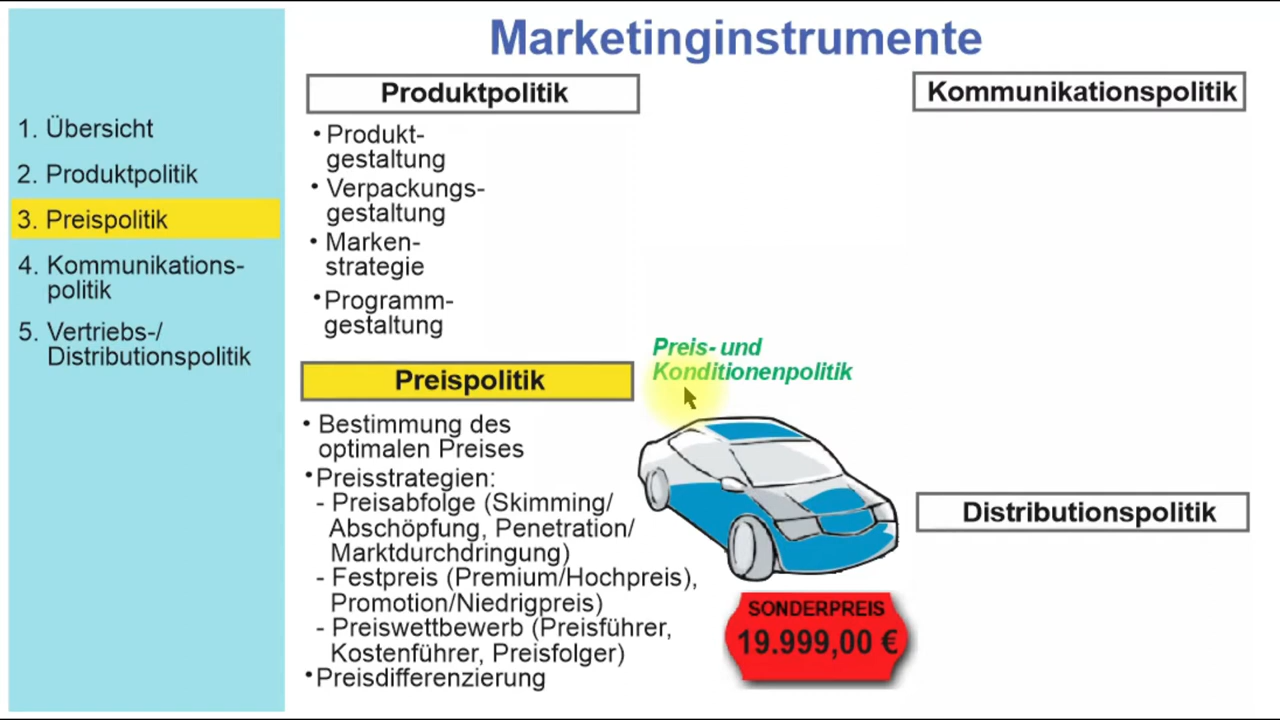 Marketinginstrumente
1. Übersicht
2. Produktpolitik
3. Preispolitik
4. Kommunikations-
politik
5. Vertriebs-/
Distributionspolitik
Produktpolitik
• Produkt-
gestaltung
• Verpackungs-
gestaltung
• Marken-
strategie
• Programm-
gestaltung
Preispolitik
• Bestimmung des
optimalen Preises
• Preisstrategien:
- Preisabfolge (Skimming/
Abschöpfung, Penetration/
Marktdurchdringung)
- Festpreis (Premium/Hochpreis),
Promotion/Niedrigpreis)
- Preiswettbewerb (Preisführer,
Kostenführer, Preisfolger)
• Preisdifferenzierung
Preis- und
Konditionenpolitik
SONDERPREIS
19.999,00 €
Kommunikationspolitik
Distributionspolitik